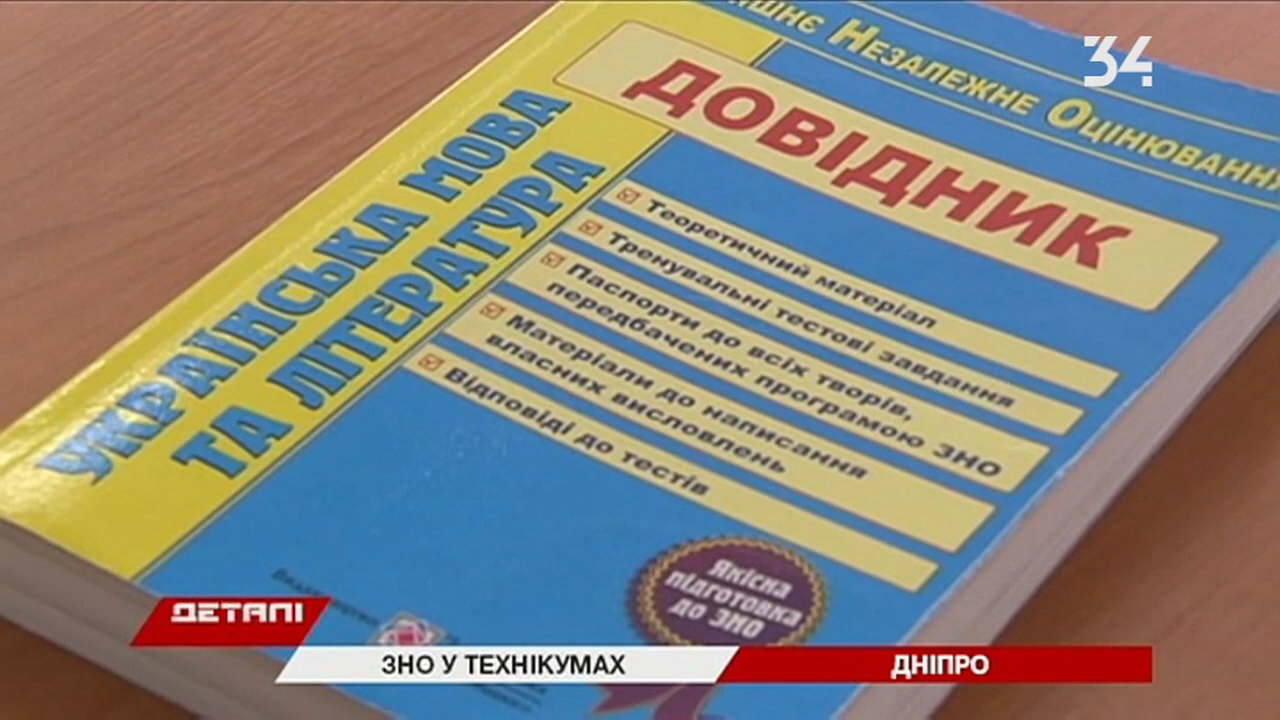 34
Незалежне Оцінювання
ДОВІДНИК
УКРАЇНСЬКА МОВА
ТА ЛІТЕРАТУРА
Теоретичний матеріал
Тренувальні тестові завдання
Паспорти до всіх творів,
передбачених програмою ЗНО
Матеріали до написання
власних висловлень
Відповіді до тестів
Якісна
підготовка
до ЗНО
ДЕТАЛІ
ЗНО У ТЕХНІКУМАХ
ДНІПРО